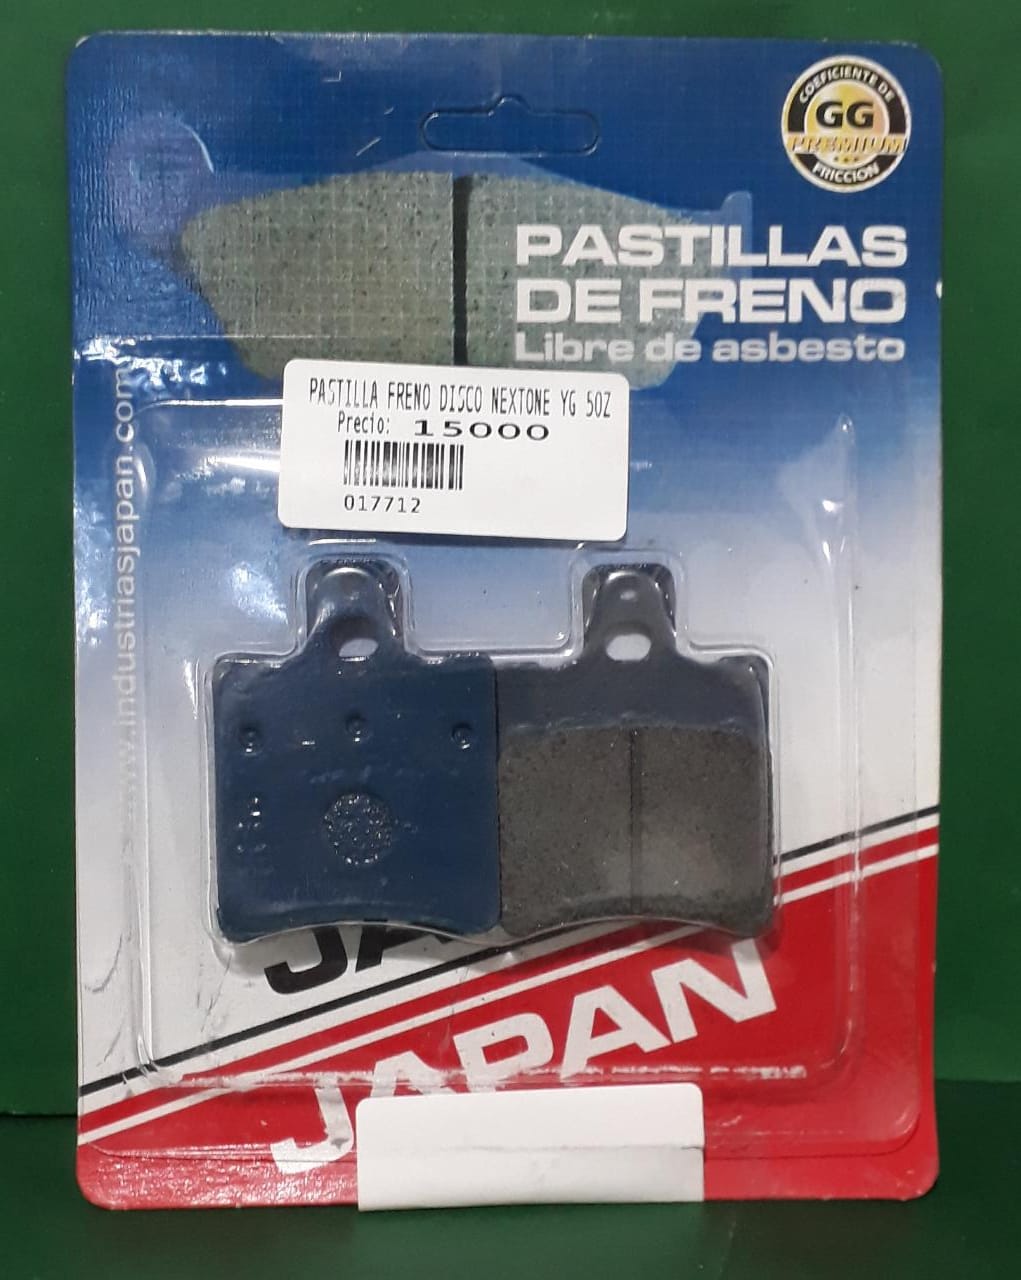 COEFICIENTE DE
GG
PREMIUM
FRICCION
PASTILLAS
DE FRENO
Libre de asbesto
PASTILLA FRENO DISCO NEXTONE YG 50Z
Precio: 15000
017712
www.industriasjapan.com
JA
JAPAN